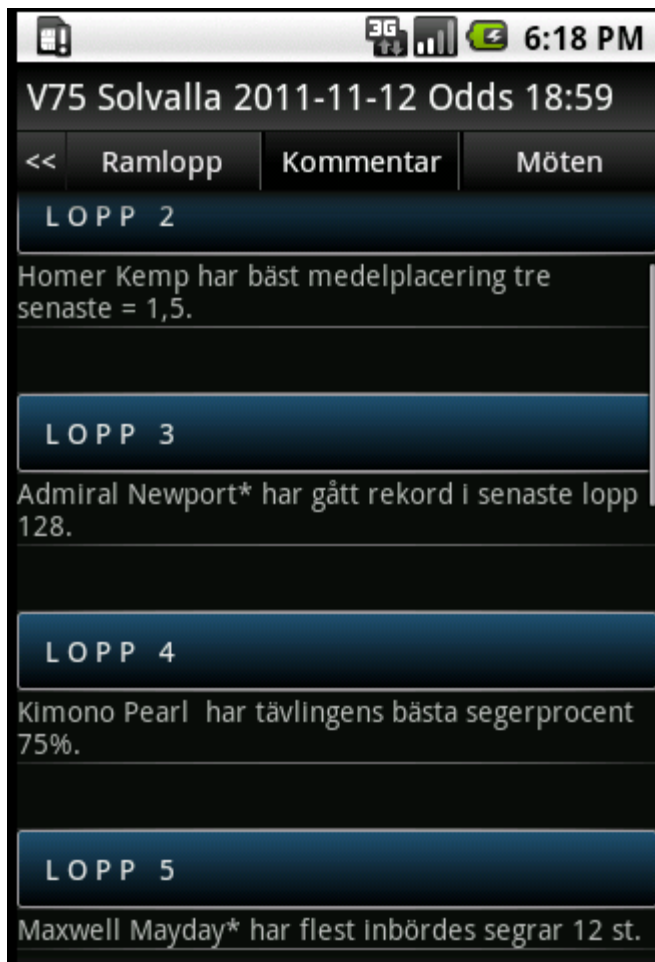 3G 6:18 PM
V75 Solvalla 2011-11-12 Odds 18:59
<< Ramlopp Kommentar Möten
LOPP 2
Homer Kemp har bäst medelplacering tre
senaste = 1,5.
LOPP 3
Admiral Newport* har gått rekord i senaste lopp
128.
LOPP 4
Kimono Pearl  har tävlingens bästa segerprocent
75%.
LOPP 5
Maxwell Mayday* har flest inbördes segrar 12 st.